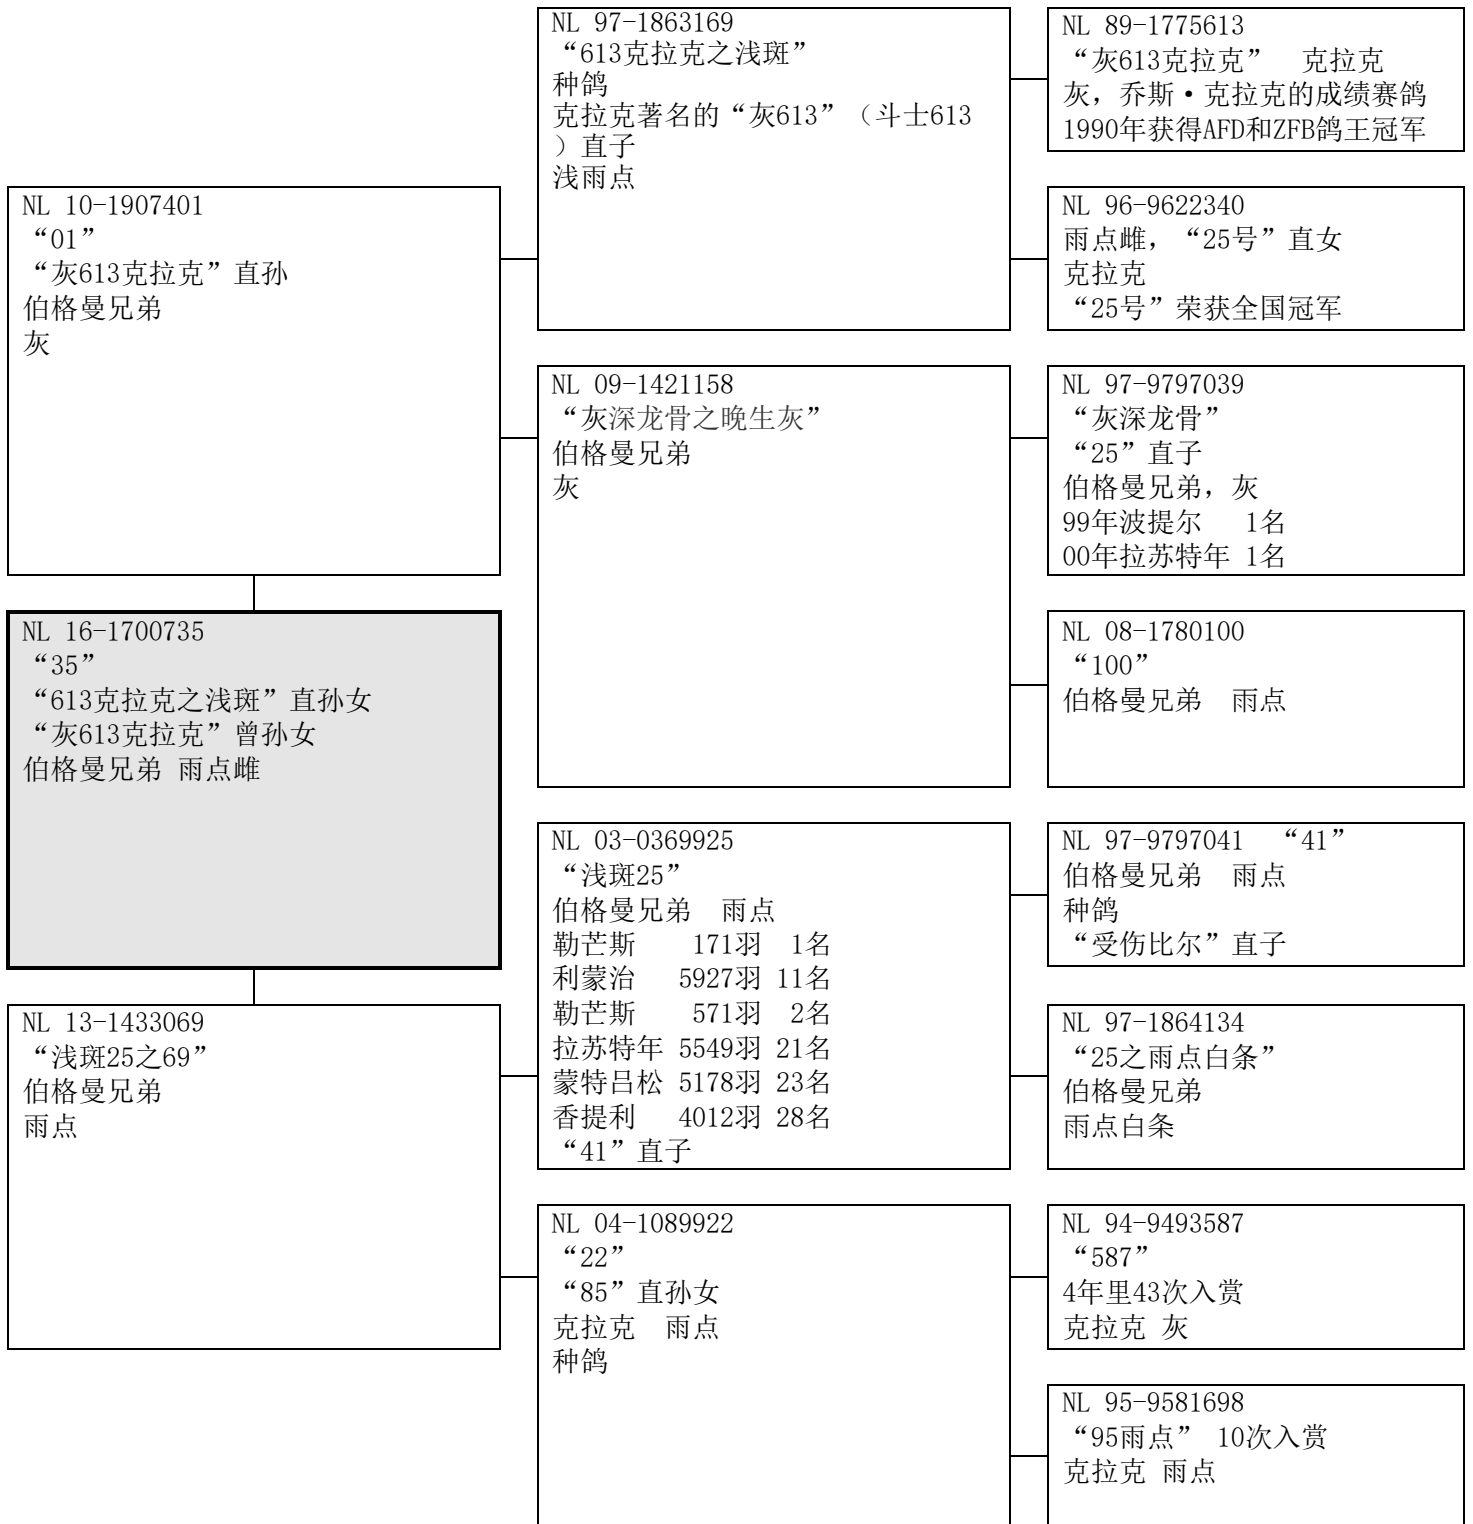 NL 10-1907401
“01”
“灰613克拉克”直孙
伯格曼兄弟
灰
NL 16-1700735
“35”
“613克拉克之浅斑”直孙女
“灰613克拉克”曾孙女
伯格曼兄弟 雨点雌
NL 13-1433069
“浅斑25之69”
伯格曼兄弟
雨点
NL 97-1863169
“613克拉克之浅斑”
种鸽
克拉克著名的“灰613”（斗士613
）直子
浅雨点
NL 09-1421158
“灰深龙骨之晚生灰”
伯格曼兄弟
灰
NL 03-0369925
“浅斑25”
伯格曼兄弟 雨点
勒芒斯 171羽 1名
利蒙治 5927羽 11名
勒芒斯 571羽 2名
拉苏特年 5549羽 21名
蒙特吕松 5178羽 23名
香提利 4012羽 28名
“41”直子
NL 04-1089922
“22”
“85”直孙女
克拉克 雨点
种鸽
NL 89-1775613
“灰613克拉克” 克拉克
灰，乔斯·克拉克的成绩赛鸽
1990年获得AFD和ZFB鸽王冠军
NL 96-9622340
雨点雌，“25号”直女
克拉克
“25号”荣获全国冠军
NL 97-9797039
“灰深龙骨”
“25”直子
伯格曼兄弟，灰
99年波提尔 1名
00年拉苏特年 1名
NL 08-1780100
“100”
伯格曼兄弟 雨点
NL 97-9797041 “41”
伯格曼兄弟 雨点
种鸽
“受伤比尔”直子
NL 97-1864134
“25之雨点白条”
伯格曼兄弟
雨点白条
NL 94-9493587
“587”
4年里43次入赏
克拉克 灰
NL 95-9581698
“95雨点” 10次入赏
克拉克 雨点